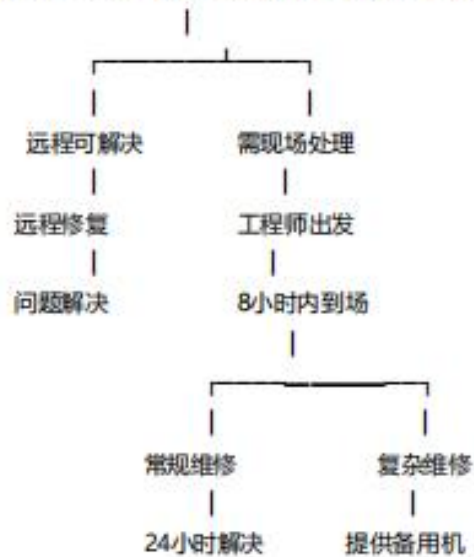 远程可解决 需现场处理
远程修复 工程师出发
问题解决 8小时内到场
常规维修 复杂维修
24小时解决 提供备用机